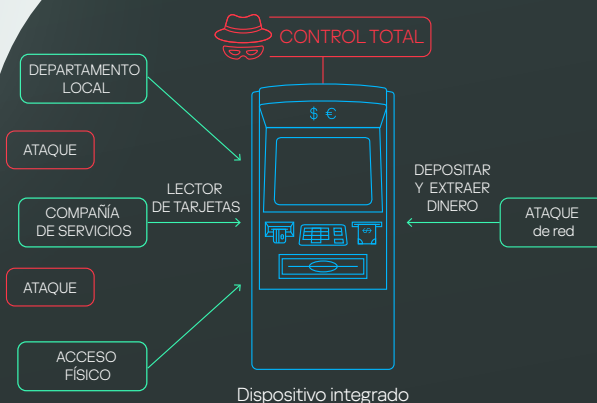 CONTROL TOTAL
DEPARTAMENTO
LOCAL
$ €
ATAQUE
DEPOSITAR
Y EXTRAER
DINERO
LECTOR
DE TARJETAS
COMPAÑÍA
DE SERVICIOS
ATAQUE
de red
$
ATAQUE
ACCESO
FÍSICO
Dispositivo integrado